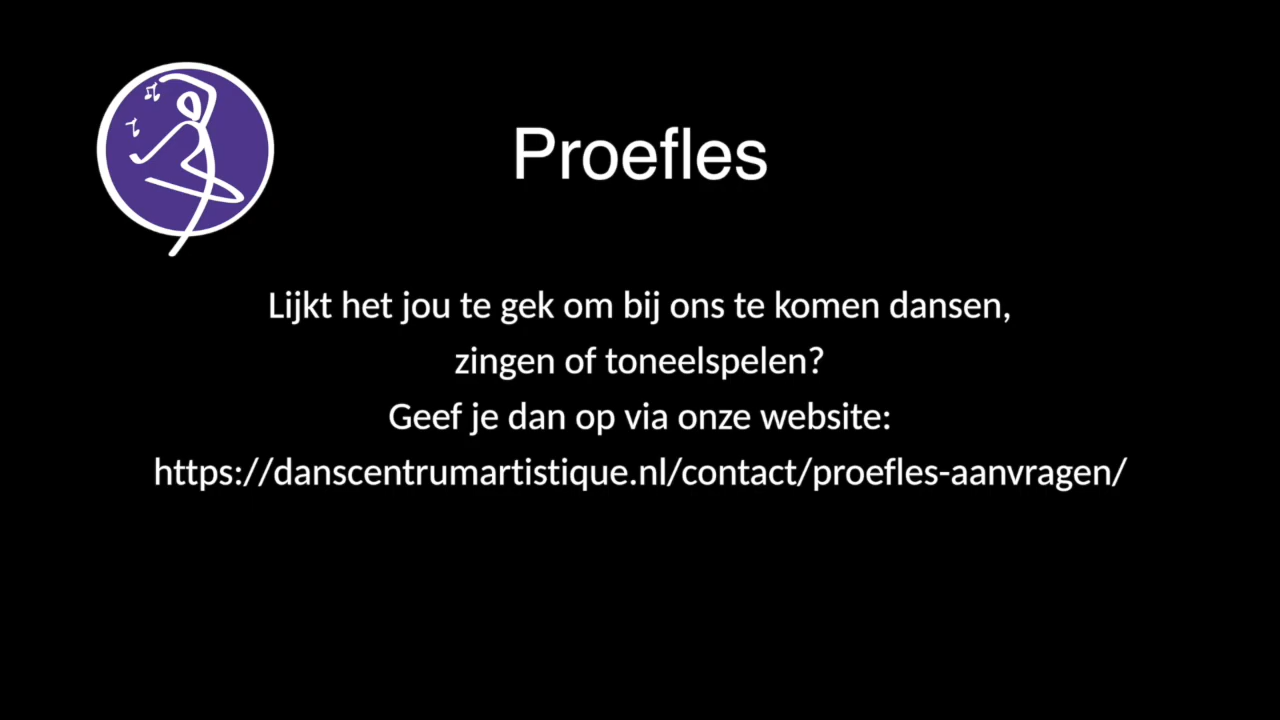 Proefles
Lijkt het jou te gek om bij ons te komen dansen,
zingen of toneelspelen?
Geef je dan op via onze website:
https://danscentrumartistique.nl/contact/proefles-aanvragen/